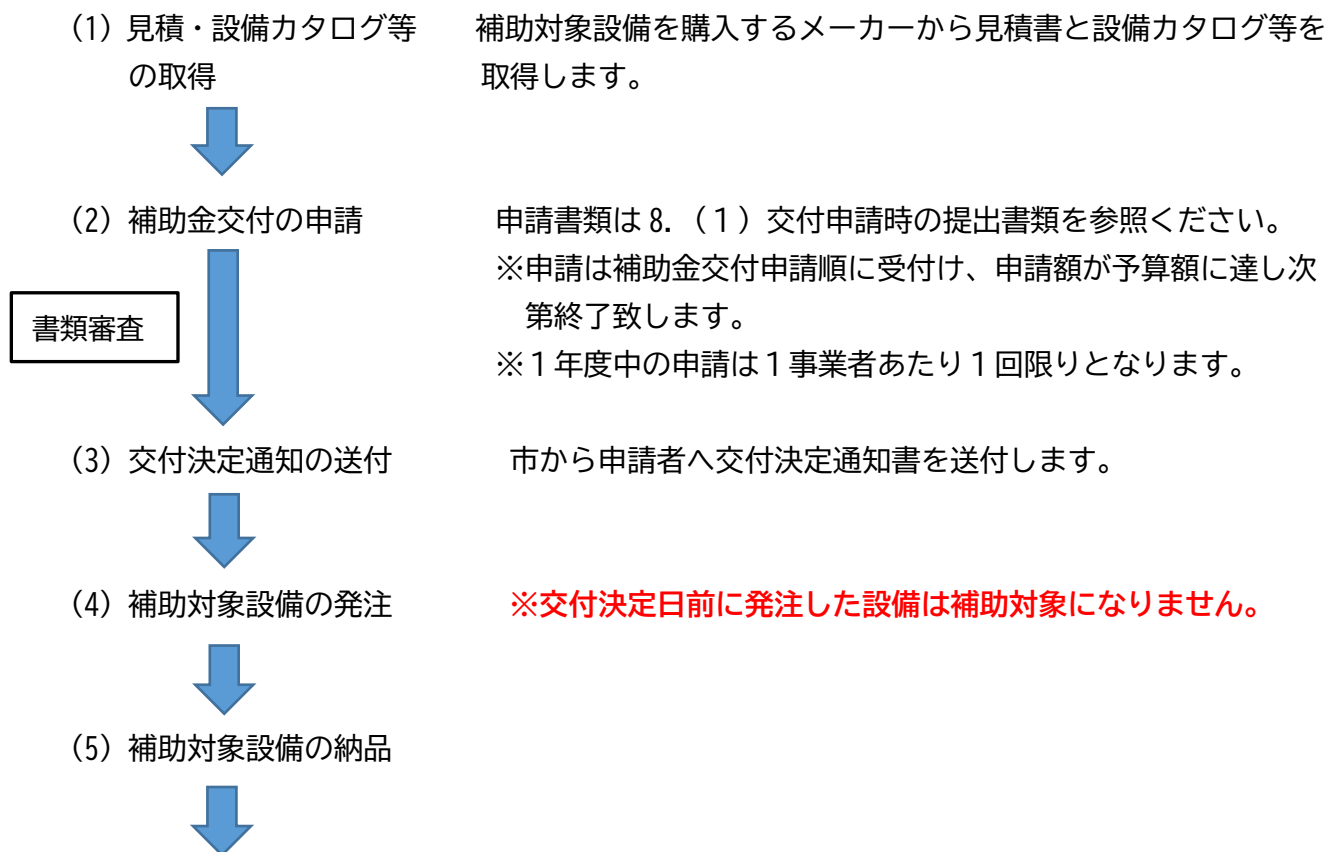 (1) 見積・設備カタログ等　　補助対象設備を購入するメーカーから見積書と設備カタログ等を
の取得　　取得します。
(2) 補助金交付の申請　　申請書類は 8.（１）交付申請時の提出書類を参照ください。
※申請は補助金交付申請順に受付け、申請額が予算額に達し次
第終了致します。
書類審査
※１年度中の申請は１事業者あたり１回限りとなります。
(3) 交付決定通知の送付　　市から申請者へ交付決定通知書を送付します。
(4) 補助対象設備の発注　　※交付決定日前に発注した設備は補助対象になりません。
(5) 補助対象設備の納品